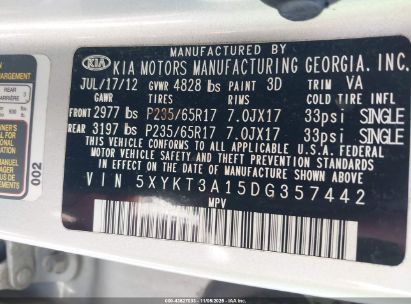 MANUFACTURED BY
KIA KIA MOTORS MANUFACTURING GEORGIA, INC.
JUL/17/12 GVWR 4828 lbs PAINT 3D TRIM VA
GAWR TIRES RIMS COLD INFL.
FRONT 2977 lbs P235/65R17 7.0JX17 33psi SINGLE
REAR 3197 lbs P235/65R17 7.0JX17 33psi SINGLE
THIS VEHICLE CONFORMS TO ALL APPLICABLE U.S.A. FEDERAL
MOTOR VEHICLE SAFETY AND THEFT PREVENTION STANDARDS
IN EFFECT ON THE DATE OF MANUFACTURE SHOWN ABOVE.
VIN 5XYKT3A15DG357442
MPV
REAR
002